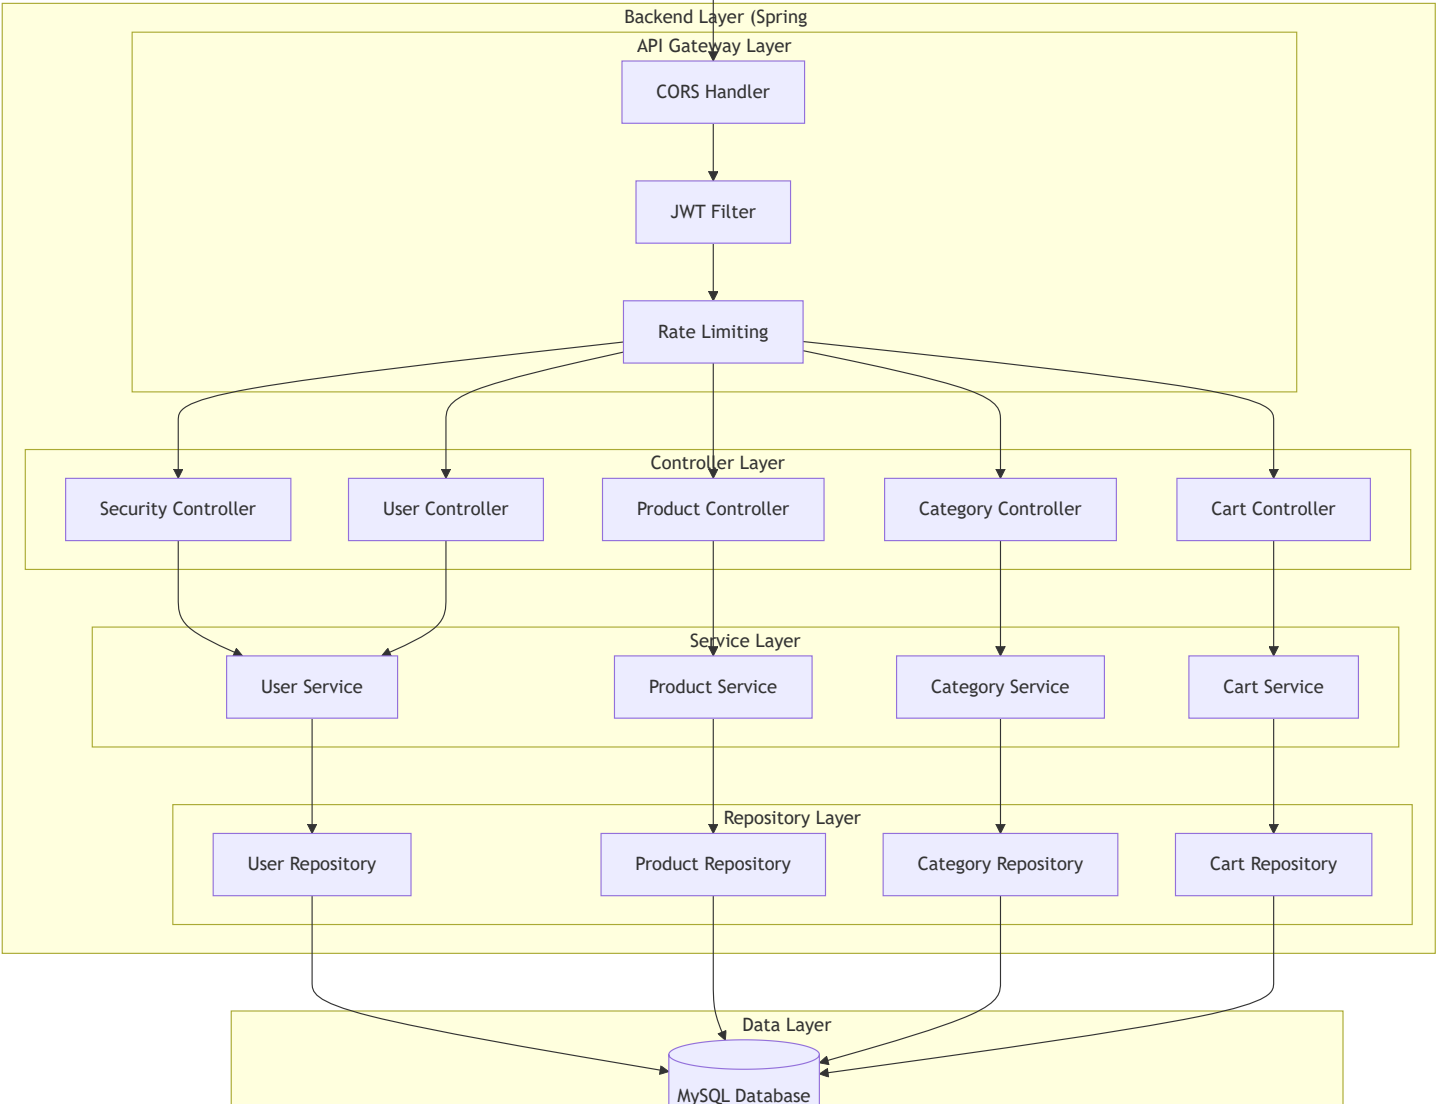 Backend Layer (Spring
API Gateway Layer
CORS Handler
JWT Filter
Rate Limiting
Controller Layer
Security Controller
User Controller
Product Controller
Category Controller
Cart Controller
Service Layer
User Service
Product Service
Category Service
Cart Service
Repository Layer
User Repository
Product Repository
Category Repository
Cart Repository
Data Layer
MySQL Database